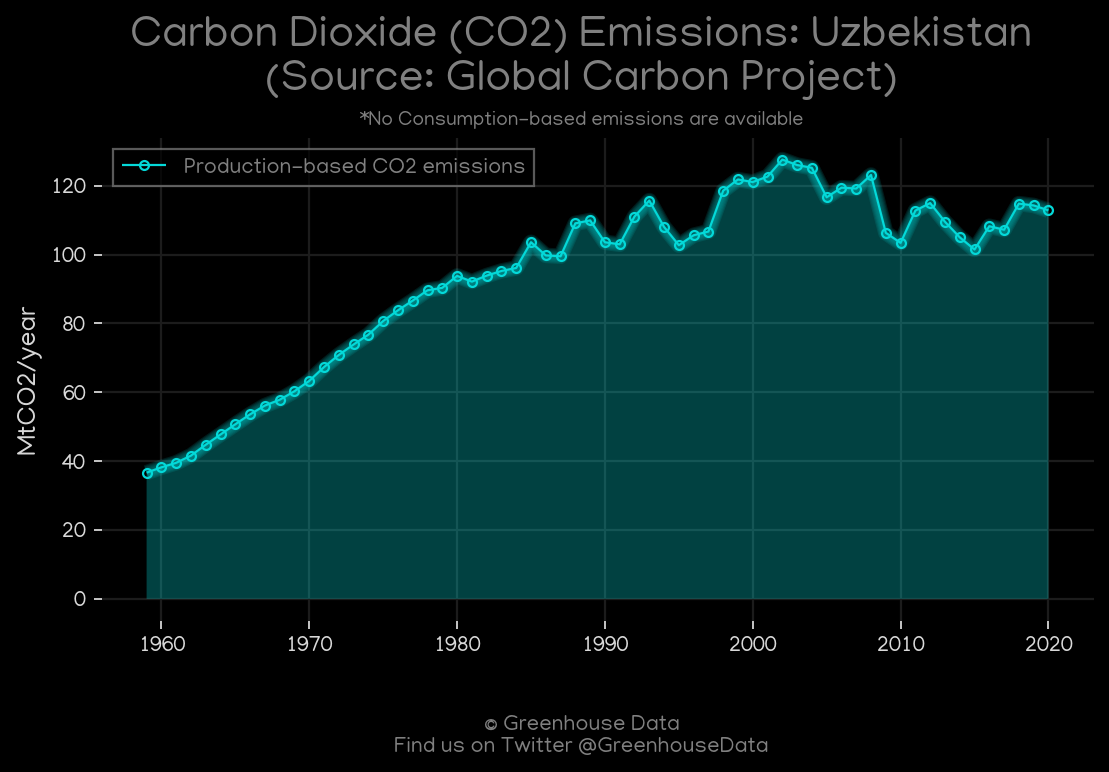 Carbon Dioxide (CO2) Emissions: Uzbekistan
(Source: Global Carbon Project)
*No Consumption-based emissions are available
Production-based CO2 emissions
MtCO2/year
120
100
80
60
40
20
0
1960 1970 1980 1990 2000 2010 2020
© Greenhouse Data
Find us on Twitter @GreenhouseData